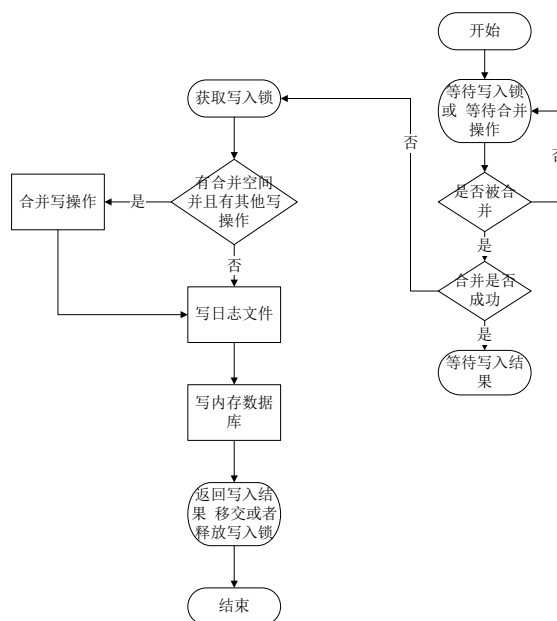 开始
等待写入锁
或 等待合并
操作
是否被合
并
是
否
合并是否
成功
否
是
等待写入结
果
获取写入锁
有合并空间
并且有其他写
操作
是
合并写操作
否
写日志文件
写内存数据
库
返回写入结
果 移交或者
释放写入锁
结束